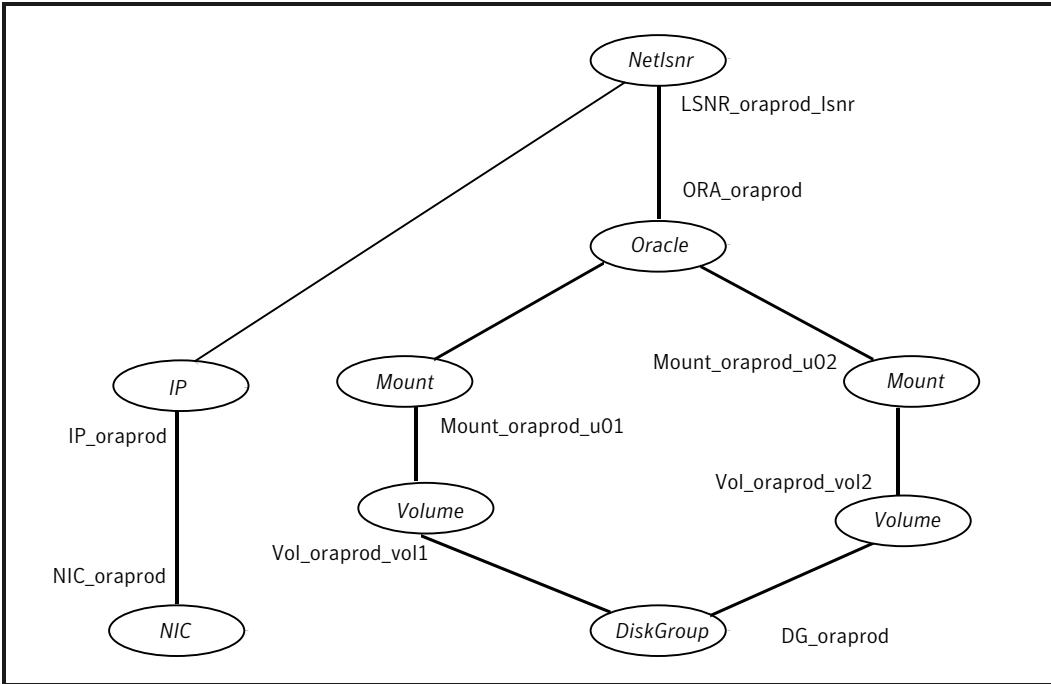 Netlsnr
LSNR_oraprod_lsnr
ORA_oraprod
Oracle
Mount_oraprod_u02
IP
Mount
Mount
IP_oraprod
Mount_oraprod_u01
Vol_oraprod_vol2
Volume
Volume
Vol_oraprod_vol1
NIC_oraprod
NIC
DiskGroup
DG_oraprod